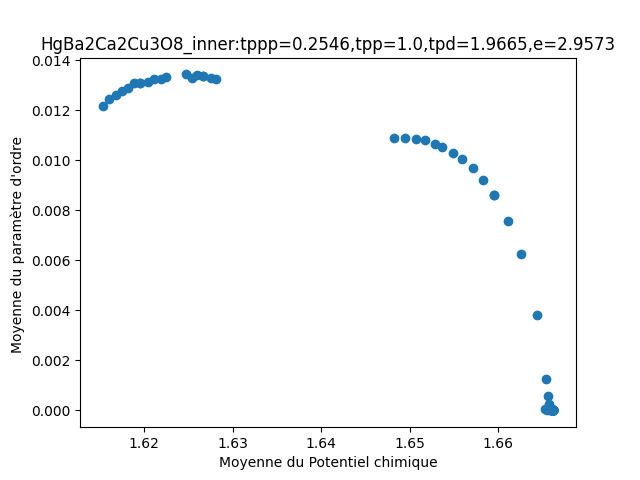 HgBa2Ca2Cu3O8_inner:tppp=0.2546,tpp=1.0,tpd=1.9665,e=2.9573
0.014
0.012
0.010
0.008
0.006
0.004
0.002
0.000
Moyenne du paramètre d'ordre
1.62 1.63 1.64 1.65 1.66
Moyenne du Potentiel chimique